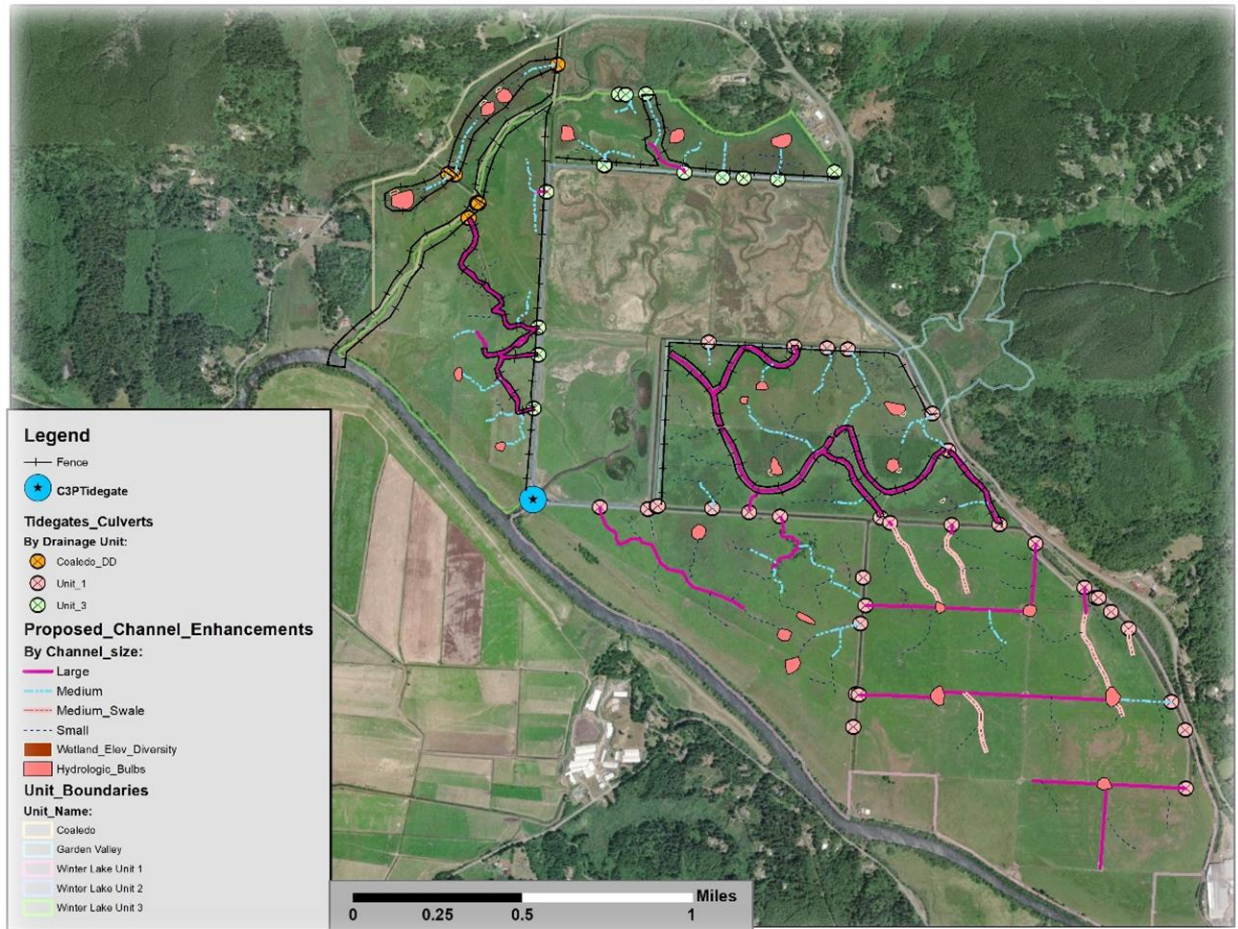 Legend
Fence
C3PTidegate
Tidegates_Culverts
By Drainage Unit:
Coaledo_DD
Unit_1
Unit_3
Proposed_Channel_Enhancements
By Channel_size:
Large
Medium
Medium_Swale
Small
Wetland_Elev_Diversity
Hydrologic_Bulbs
Unit_Boundaries
Unit_Name:
Coaledo
Garden Valley
Winter Lake Unit 1
Winter Lake Unit 2
Winter Lake Unit 3
Miles
0 0.25 0.5 1